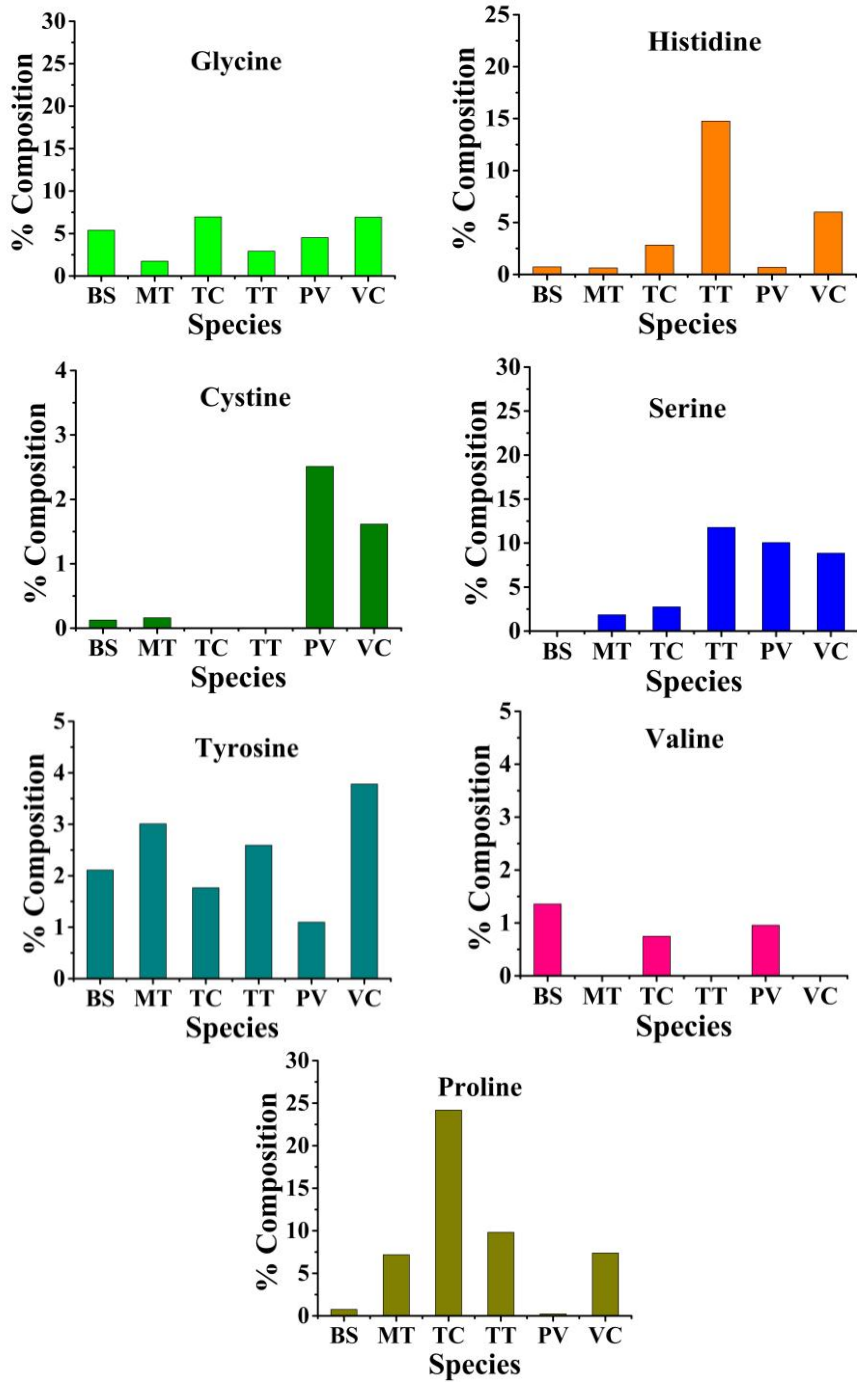 Glycine
% Composition
30
25
20
15
10
5
0
BS MT TC TT PV VC
Species
Histidine
% Composition
25
20
15
10
5
0
BS MT TC TT PV VC
Species
Cystine
% Composition
4
3
2
1
0
BS MT TC TT PV VC
Species
Serine
% Composition
30
25
20
15
10
5
0
BS MT TC TT PV VC
Species
Tyrosine
% Composition
5
4
3
2
1
0
BS MT TC TT PV VC
Species
Valine
% Composition
5
4
3
2
1
0
BS MT TC TT PV VC
Species
Proline
% Composition
30
25
20
15
10
5
0
BS MT TC TT PV VC
Species